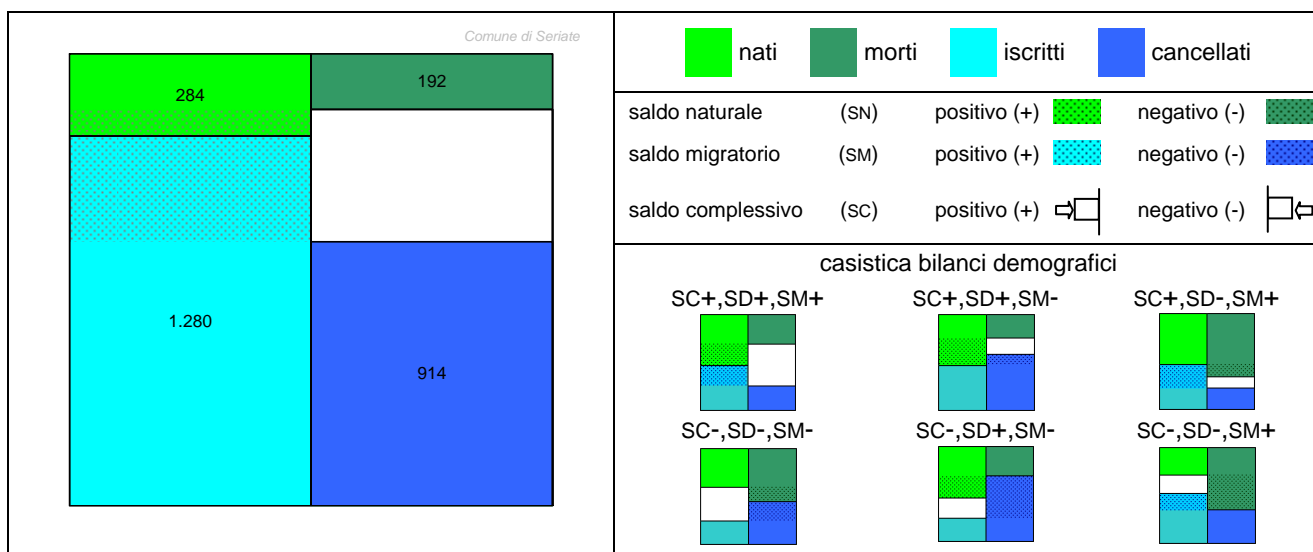 Comune di Seriate
284
192
1.280
914
nati morti iscritti cancellati
saldo naturale (SN) positivo (+) negativo (-)
saldo migratorio (SM) positivo (+) negativo (-)
saldo complessivo (SC) positivo (+) negativo (-)
casistica bilanci demografici
SC+,SD+,SM+ SC+,SD+,SM- SC+,SD-,SM+
SC-,SD-,SM- SC-,SD+,SM- SC-,SD-,SM+